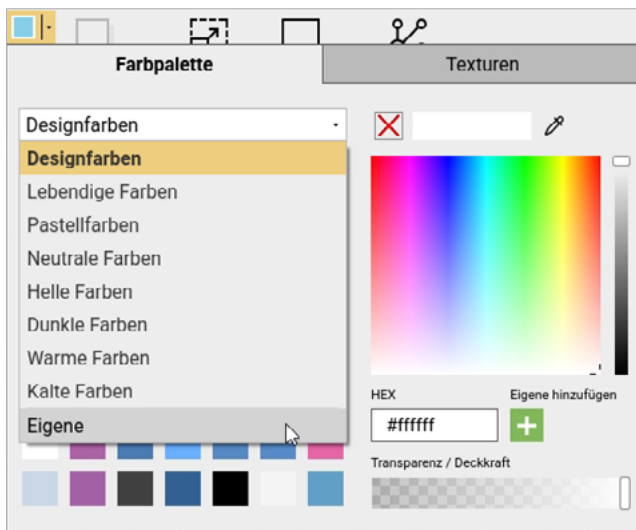 Farbpalette
Texturen
Designfarben
Designfarben
Lebendige Farben
Pastellfarben
Neutrale Farben
Helle Farben
Dunkle Farben
Warme Farben
Kalte Farben
Eigene
HEX
Eigene hinzufügen
#ffffff
Transparenz / Deckkraft